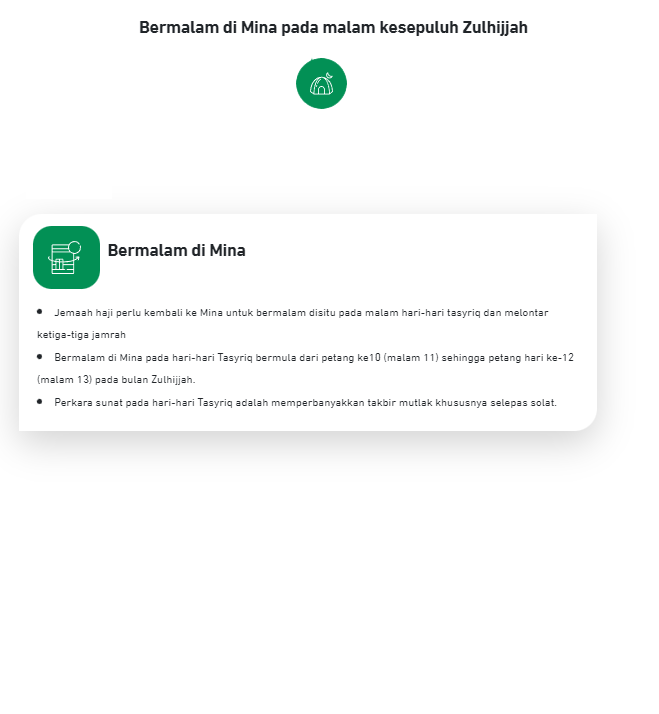 Bermalam di Mina pada malam kesepuluh Zulhijjah
Bermalam di Mina
• Jemaah haji perlu kembali ke Mina untuk bermalam disitu pada malam hari-hari tasyriq dan melontar
ketiga-tiga jamrah
• Bermalam di Mina pada hari-hari Tasyriq bermula dari petang ke10 (malam 11) sehingga petang hari ke-12
(malam 13) pada bulan Zulhijjah.
• Perkara sunat pada hari-hari Tasyriq adalah memperbanyakkan takbir mutlak khususnya selepas solat.